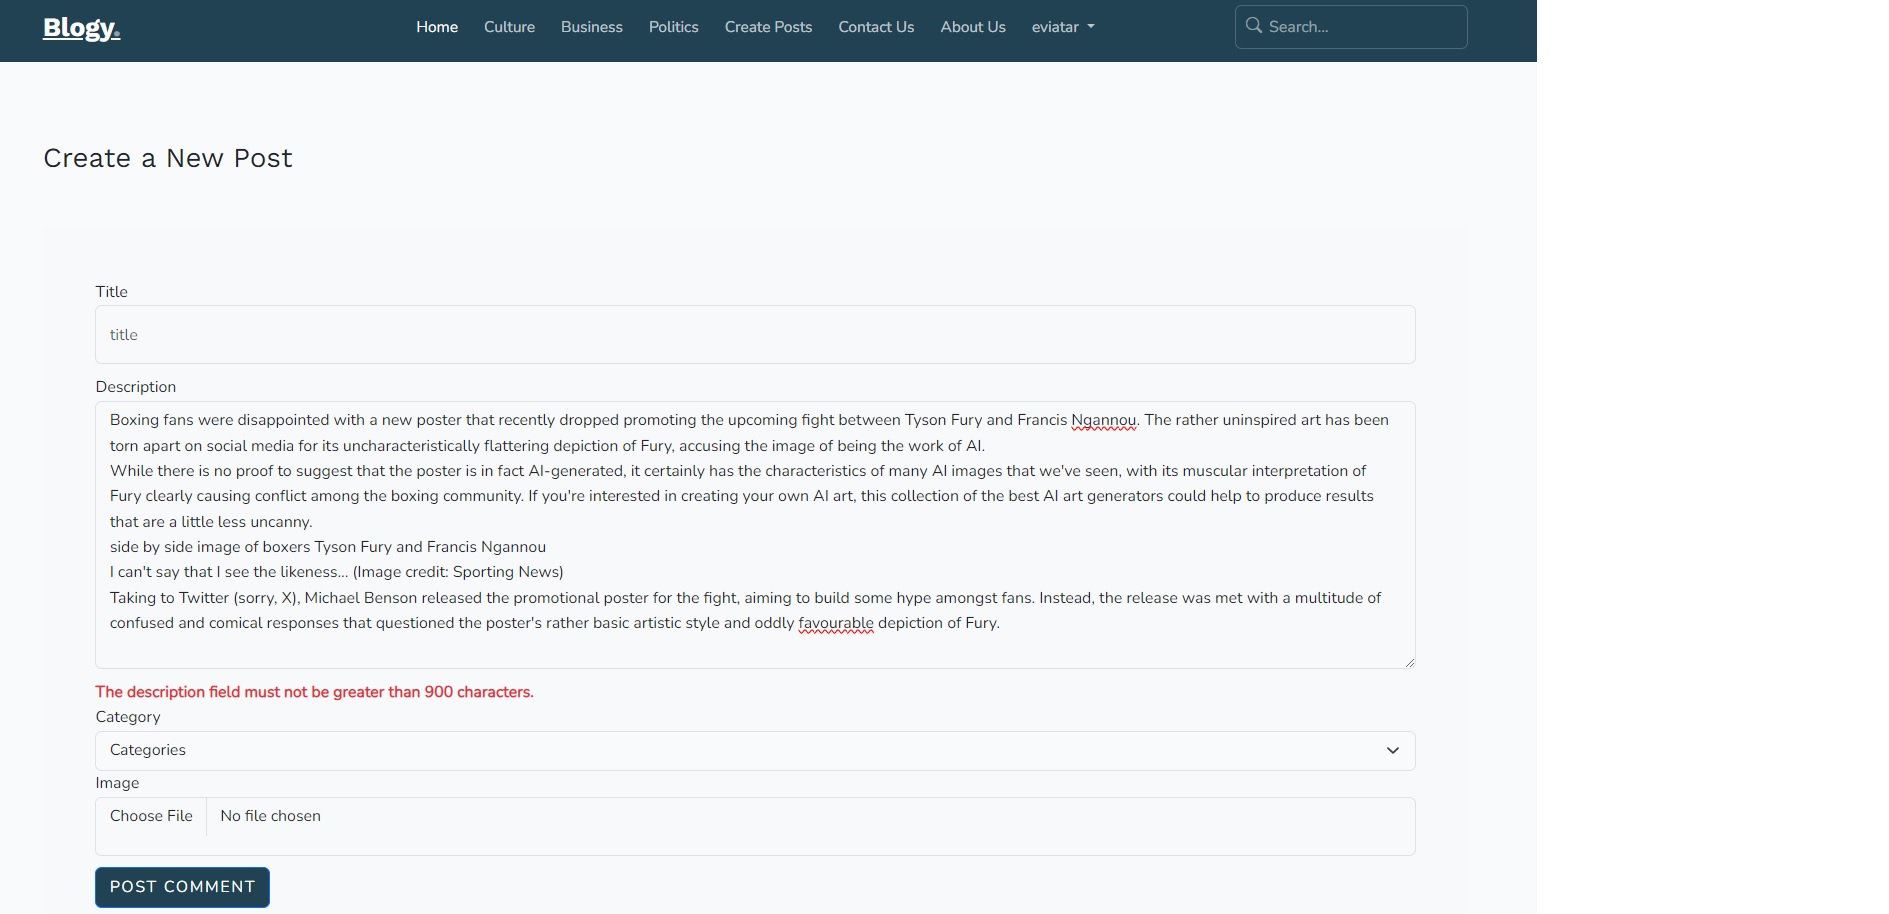 Blogy.
Home Culture Business Politics Create Posts Contact Us About Us eviatar Search...
Create a New Post
Title
title
Description
Boxing fans were disappointed with a new poster that recently dropped promoting the upcoming fight between Tyson Fury and Francis Ngannou. The rather uninspired art has been
torn apart on social media for its uncharacteristically flattering depiction of Fury, accusing the image of being the work of AI.
While there is no proof to suggest that the poster is in fact AI-generated, it certainly has the characteristics of many AI images that we've seen, with its muscular interpretation of
Fury clearly causing conflict among the boxing community. If you're interested in creating your own AI art, this collection of the best AI art generators could help to produce results
that are a little less uncanny.
side by side image of boxers Tyson Fury and Francis Ngannou
I can't say that I see the likeness... (Image credit: Sporting News)
Taking to Twitter (sorry, X), Michael Benson released the promotional poster for the fight, aiming to build some hype amongst fans. Instead, the release was met with a multitude of
confused and comical responses that questioned the poster's rather basic artistic style and oddly favourable depiction of Fury.
The description field must not be greater than 900 characters.
Category
Categories
Image
Choose File No file chosen
POST COMMENT